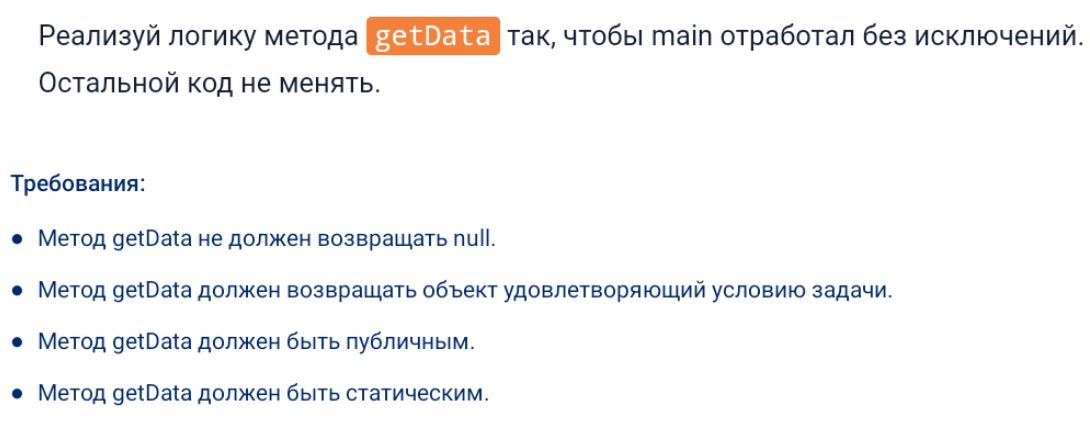 Реализуй логику метода getData так, чтобы main отработал без исключений.
Остальной код не менять.
Требования:
● Метод getData не должен возвращать null.
● Метод getData должен возвращать объект удовлетворяющий условию задачи.
● Метод getData должен быть публичным.
● Метод getData должен быть статическим.